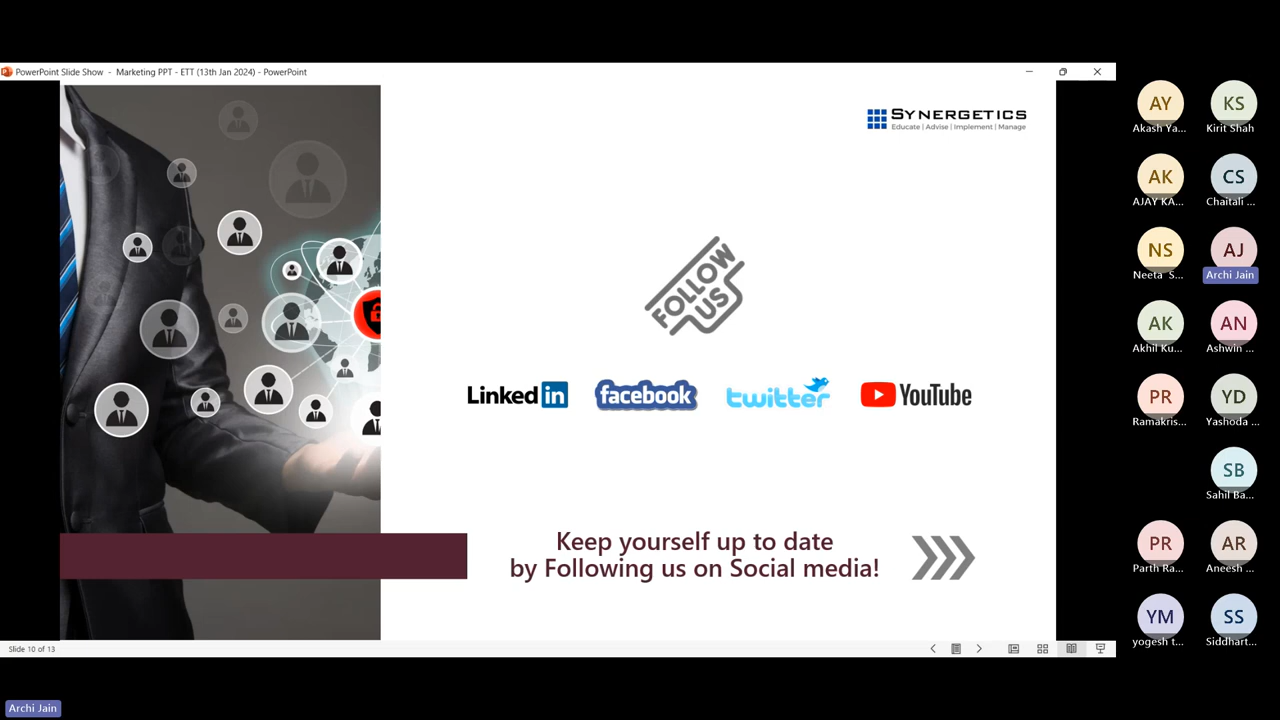 PowerPoint Slide Show - Marketing PPT - ETT (13th Jan 2024) - PowerPoint
SYNERGETICS
Educate | Advise | Implement | Manage
FOLLOW
US
Linked in
facebook
twitter
YouTube
Keep yourself up to date
by Following us on Social media!
Slide 10 of 13
AY
Akash Ya...
KS
Kirit Shah
AK
AJAY KA...
CS
Chaitali ...
NS
Neeta S...
AJ
Archi Jain
AK
Akhil Ku...
AN
Ashwin ...
PR
Ramakris...
YD
Yashoda ...
SB
Sahil Ba...
PR
Parth Ra...
AR
Aneesh ...
YM
yogesh t...
SS
Siddhart...
Archi Jain